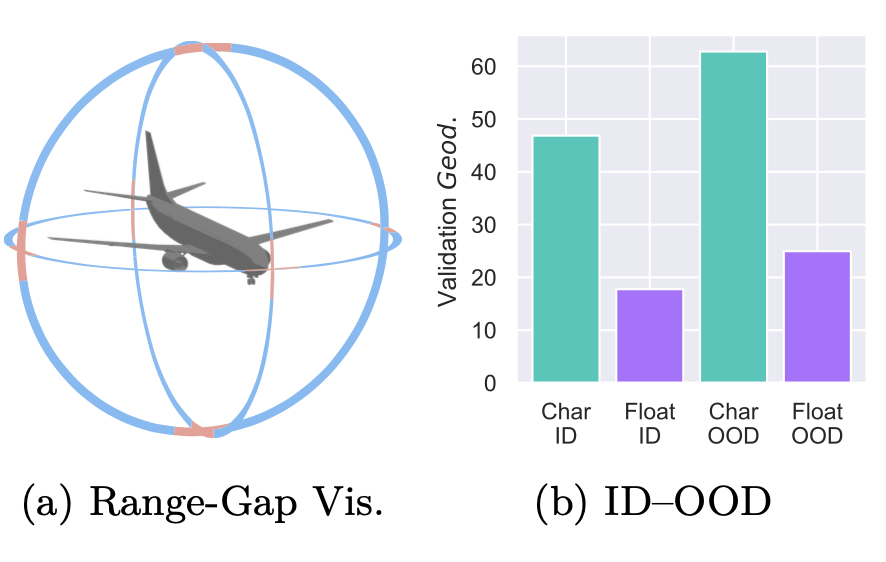 60
50
40
30
20
10
0
Validation Geod.
Char ID
Float ID
Char OOD
Float OOD
(a) Range-Gap Vis.
(b) ID–OOD